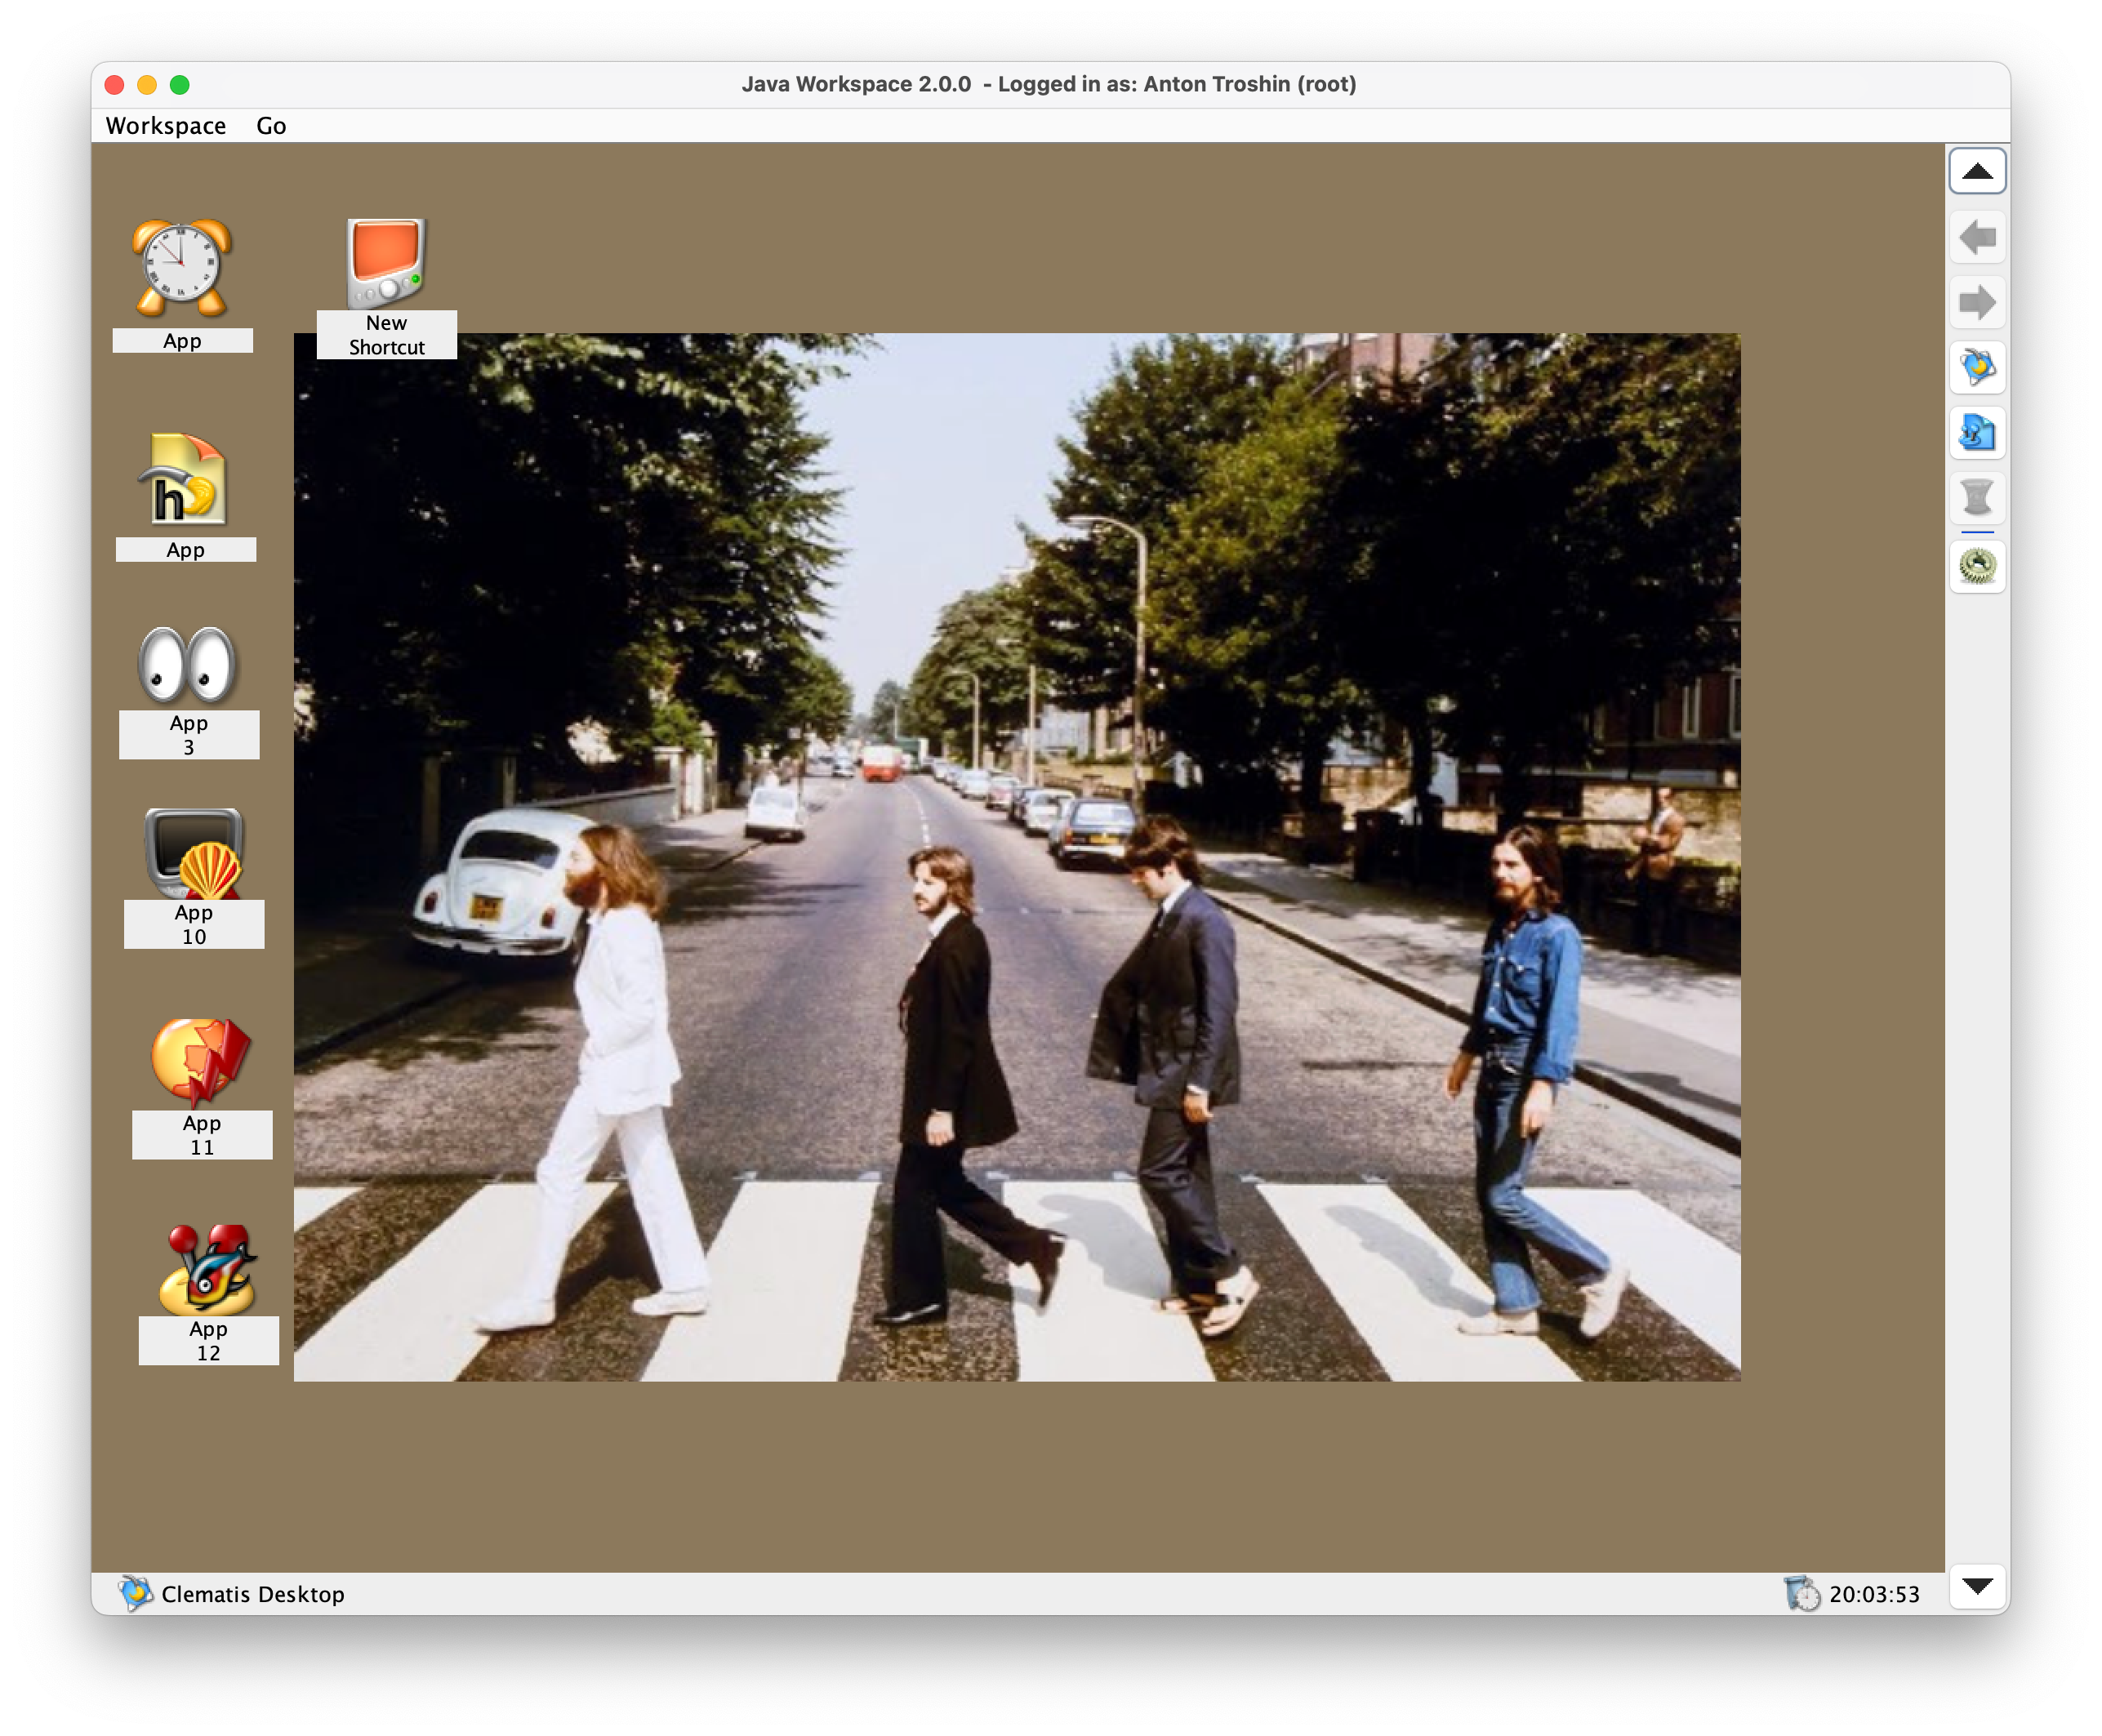 Java Workspace 2.0.0 - Logged in as: Anton Troshin (root)
Workspace Go
App
New
Shortcut
h
App
App
3
App
10
App
11
App
12
Clematis Desktop
20:03:53